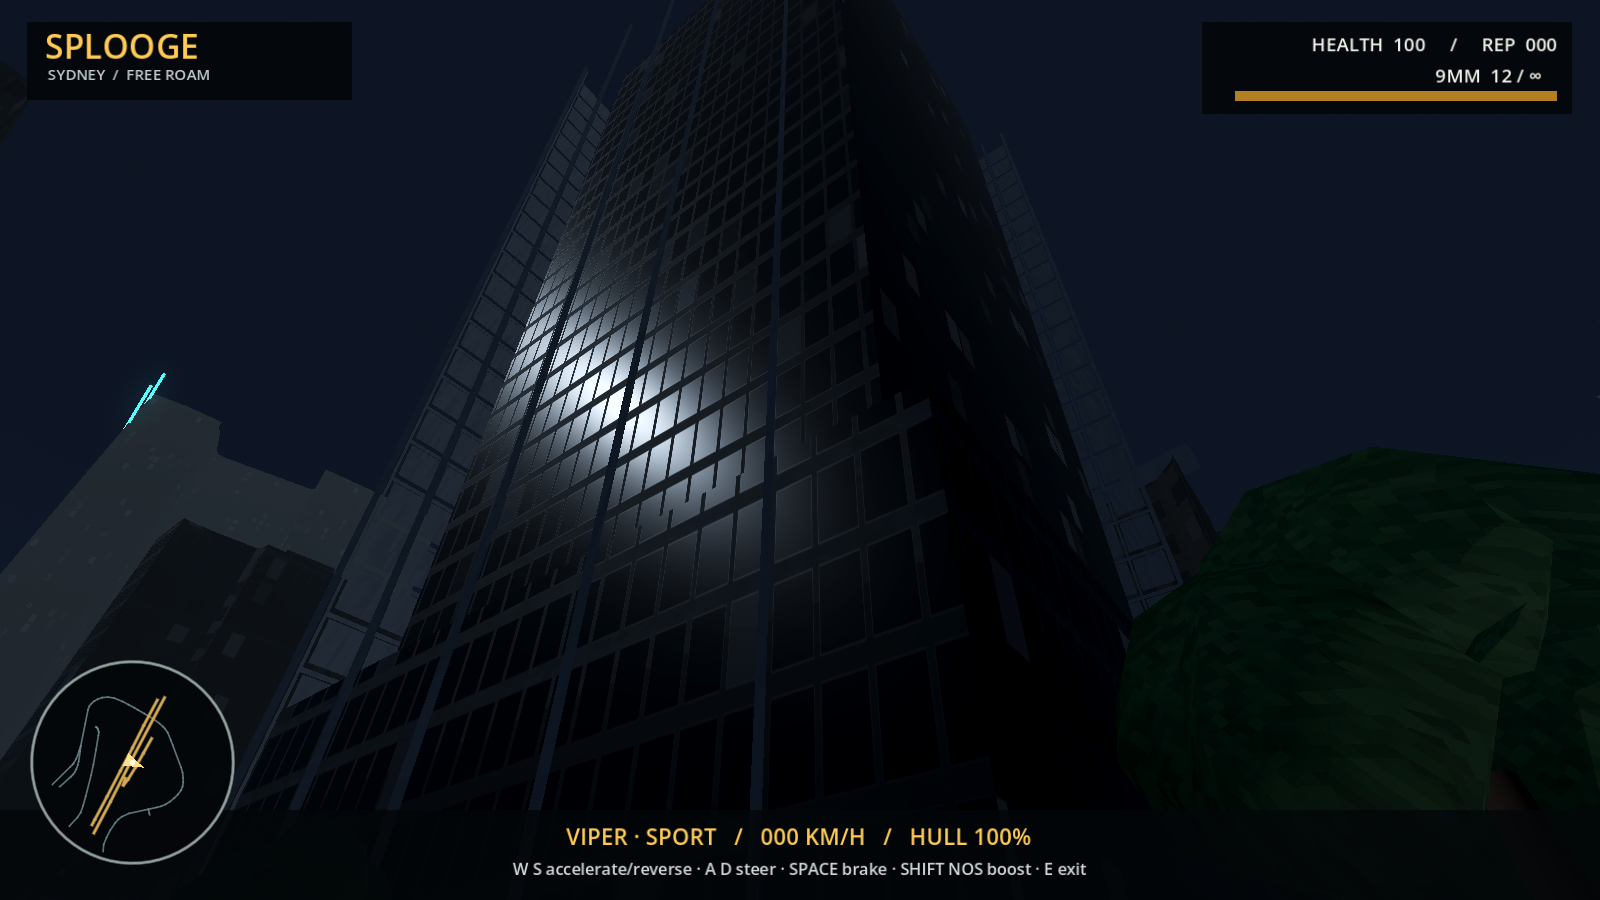 SPLOOGE
SYDNEY / FREE ROAM
HEALTH 100 / REP 000
9MM 12 / ∞
VIPER · SPORT / 000 KM/H / HULL 100%
W S accelerate/reverse · A D steer · SPACE brake · SHIFT NOS boost · E exit